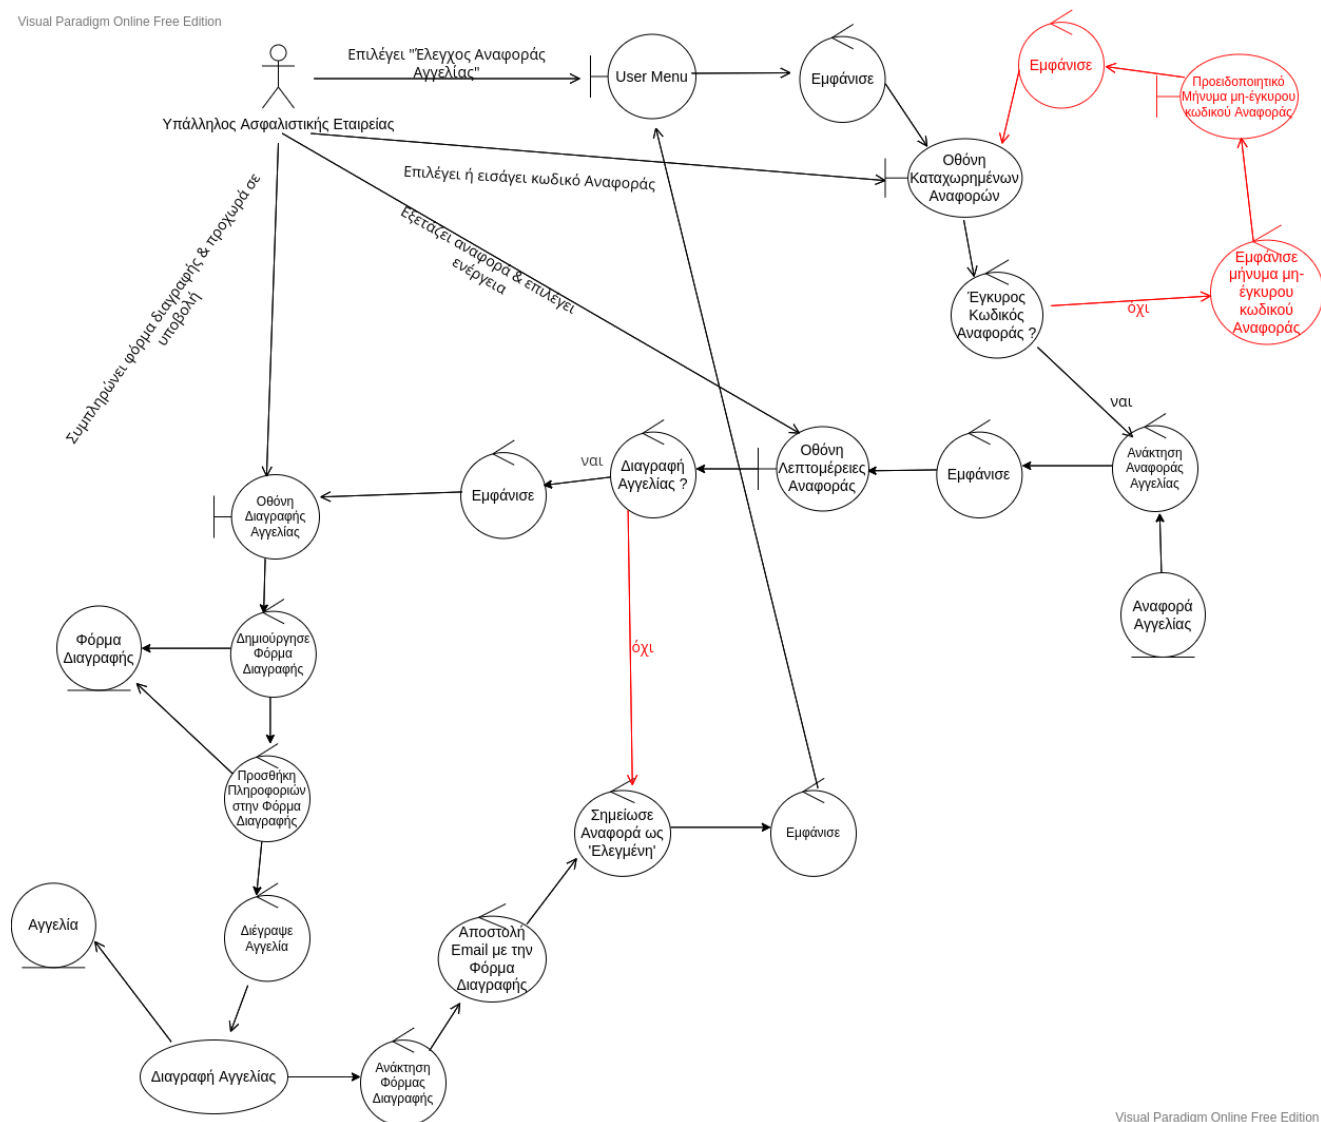 Visual Paradigm Online Free Edition
Επιλέγει "Έλεγχος Αναφοράς
Αγγελίας"
User Menu
Εμφάνισε
Εμφάνισε
Προειδοποιητικό
Μήνυμα μη-έγκυρου
κωδικού Αναφοράς
Υπάλληλος Ασφαλιστικής Εταιρείας
Επιλέγει ή εισάγει κωδικό Αναφοράς
Οθόνη
Καταχωρημένων
Αναφορών
Συμπληρώνει φόρμα διαγραφής & προχωρά σε
υποβολή
Εξετάζει αναφορά & επιλέγει
ενέργεια
Έγκυρος
Κωδικός
Αναφοράς ?
όχι
Εμφάνισε
μήνυμα μη-
έγκυρου
κωδικού
Αναφοράς
ναι
Ανάκτηση
Αναφοράς
Αγγελίας
Εμφάνισε
Οθόνη
Λεπτομέρειες
Αναφοράς
Διαγραφή
Αγγελίας ?
ναι
Εμφάνισε
Οθόνη
Διαγραφής
Αγγελίας
Αναφορά
Αγγελίας
Φόρμα
Διαγραφής
Δημιούργησε
Φόρμα
Διαγραφής
όχι
Προσθήκη
Πληροφοριών
στην Φόρμα
Διαγραφής
Σημείωσε
Αναφορά ως
'Ελεγμένη'
Εμφάνισε
Αγγελία
Διέγραψε
Αγγελία
Αποστολή
Email με την
Φόρμα
Διαγραφής
Διαγραφή Αγγελίας
Ανάκτηση
Φόρμας
Διαγραφής
Visual Paradigm Online Free Edition